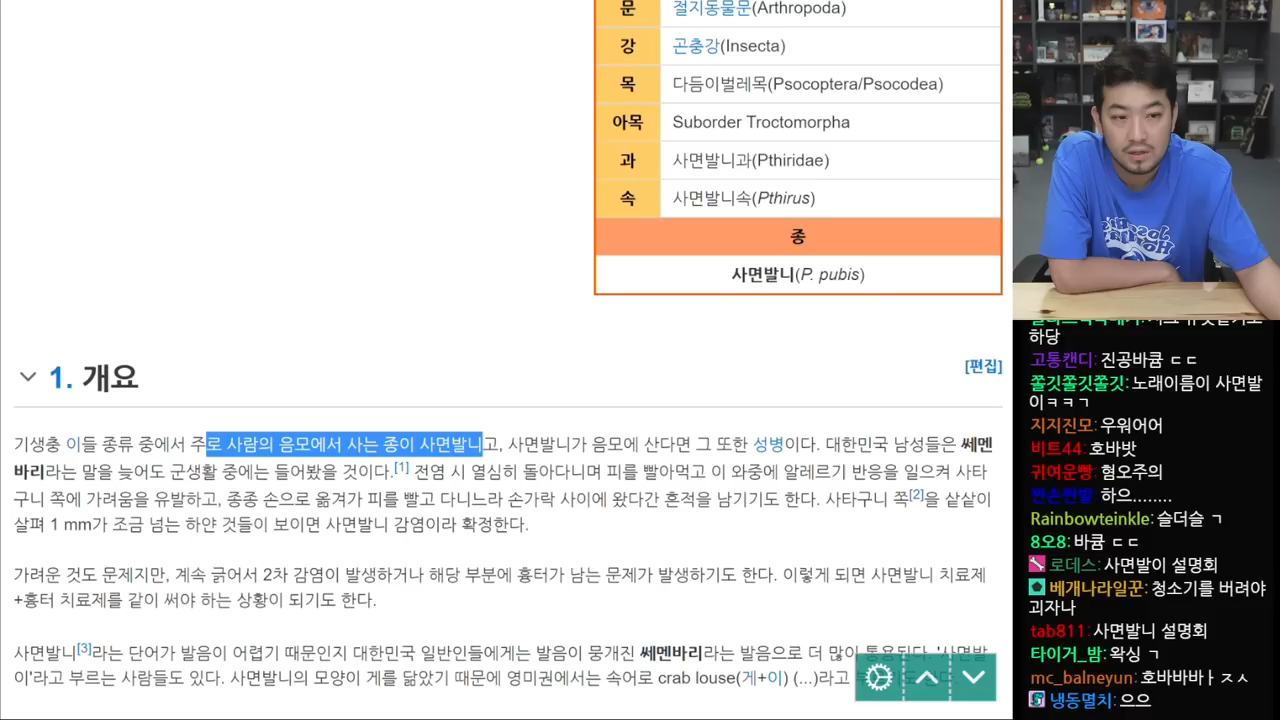 문 절지동물문(Arthropoda)
강 곤충강(Insecta)
목 다듬이벌레목(Psocoptera/Psocodea)
아목 Suborder Troctomorpha
과 사면발니과(Pthiridae)
속 사면발니속(Pthirus)
종
사면발니(P. pubis)
1. 개요
[편집]
기생충 이들 종류 중에서 주로 사람의 음모에서 사는 종이 사면발니고, 사면발니가 음모에 산다면 그 또한 성병이다. 대한민국 남성들은 쎄멘
바리라는 말을 늦어도 군생활 중에는 들어봤을 것이다.[1] 전염 시 열심히 돌아다니며 피를 빨아먹고 이 와중에 알레르기 반응을 일으켜 사타
구니 쪽에 가려움을 유발하고, 종종 손으로 옮겨가 피를 빨고 다니느라 손가락 사이에 왔다간 흔적을 남기기도 한다. 사타구니 쪽[2]을 샅샅이
살펴 1 mm가 조금 넘는 하얀 것들이 보이면 사면발니 감염이라 확정한다.
가려운 것도 문제지만, 계속 긁어서 2차 감염이 발생하거나 해당 부분에 흉터가 남는 문제가 발생하기도 한다. 이렇게 되면 사면발니 치료제
+흉터 치료제를 같이 써야 하는 상황이 되기도 한다.
사면발니[3]라는 단어가 발음이 어렵기 때문인지 대한민국 일반인들에게는 발음이 뭉개진 쎄멘바리라는 발음으로 더 많이 통용된다. '사면발
이'라고 부르는 사람들도 있다. 사면발니의 모양이 게를 닮았기 때문에 영미권에서는 속어로 crab louse(게+이) (...)라고
하당
고통캔디: 진공바큠 ㄷㄷ
쫄깃쫄깃쫄깃: 노래이름이 사면발
이ㅋㅋㄱ
지지진모: 우워어어
비트44: 호바밧
귀여운빵: 혐오주의
짠손짠발: 하으........
Rainbowteinkle: 슬더슬 ㄱ
8오8: 바큠 ㄷㄷ
로데스: 사면발이 설명회
베개나라일꾼: 청소기를 버려야
괴자나
tab811: 사면발니 설명회
타이거_밤: 왁싱 ㄱ
mc_balneyun: 호바바바ㅏㅈㅅ
냉동멸치: 으으